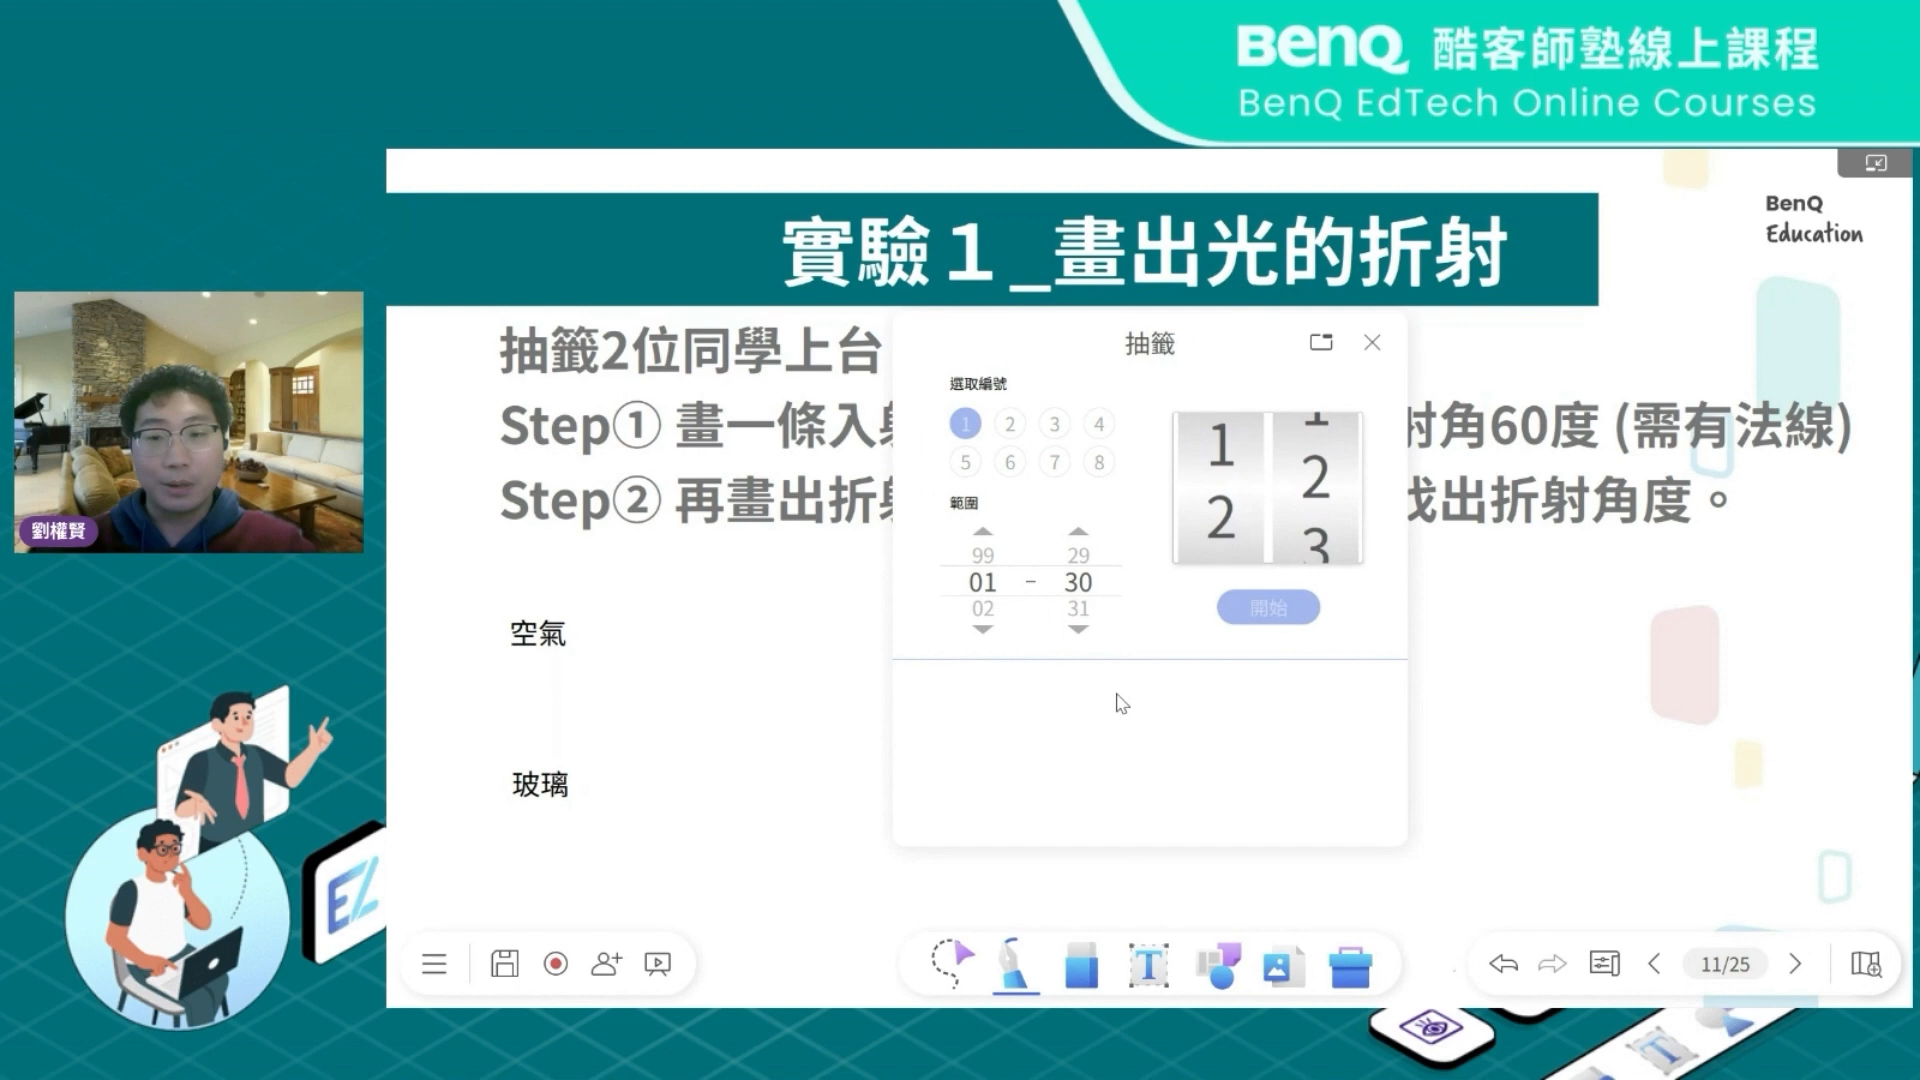 BenQ 酷客師塾線上課程
BenQ EdTech Online Courses
BenQ
Education
實驗１_畫出光的折射
抽籤2位同學上台
Step① 畫一條入
射角60度 (需有法線)
Step② 再畫出折
找出折射角度。
抽籤
選取編號
1 2 3 4
5 6 7 8
範圍
99 29
01 - 30
02 31
1 2
2 3
開始
空氣
玻璃
劉權賢
EZ
T
11/25
T